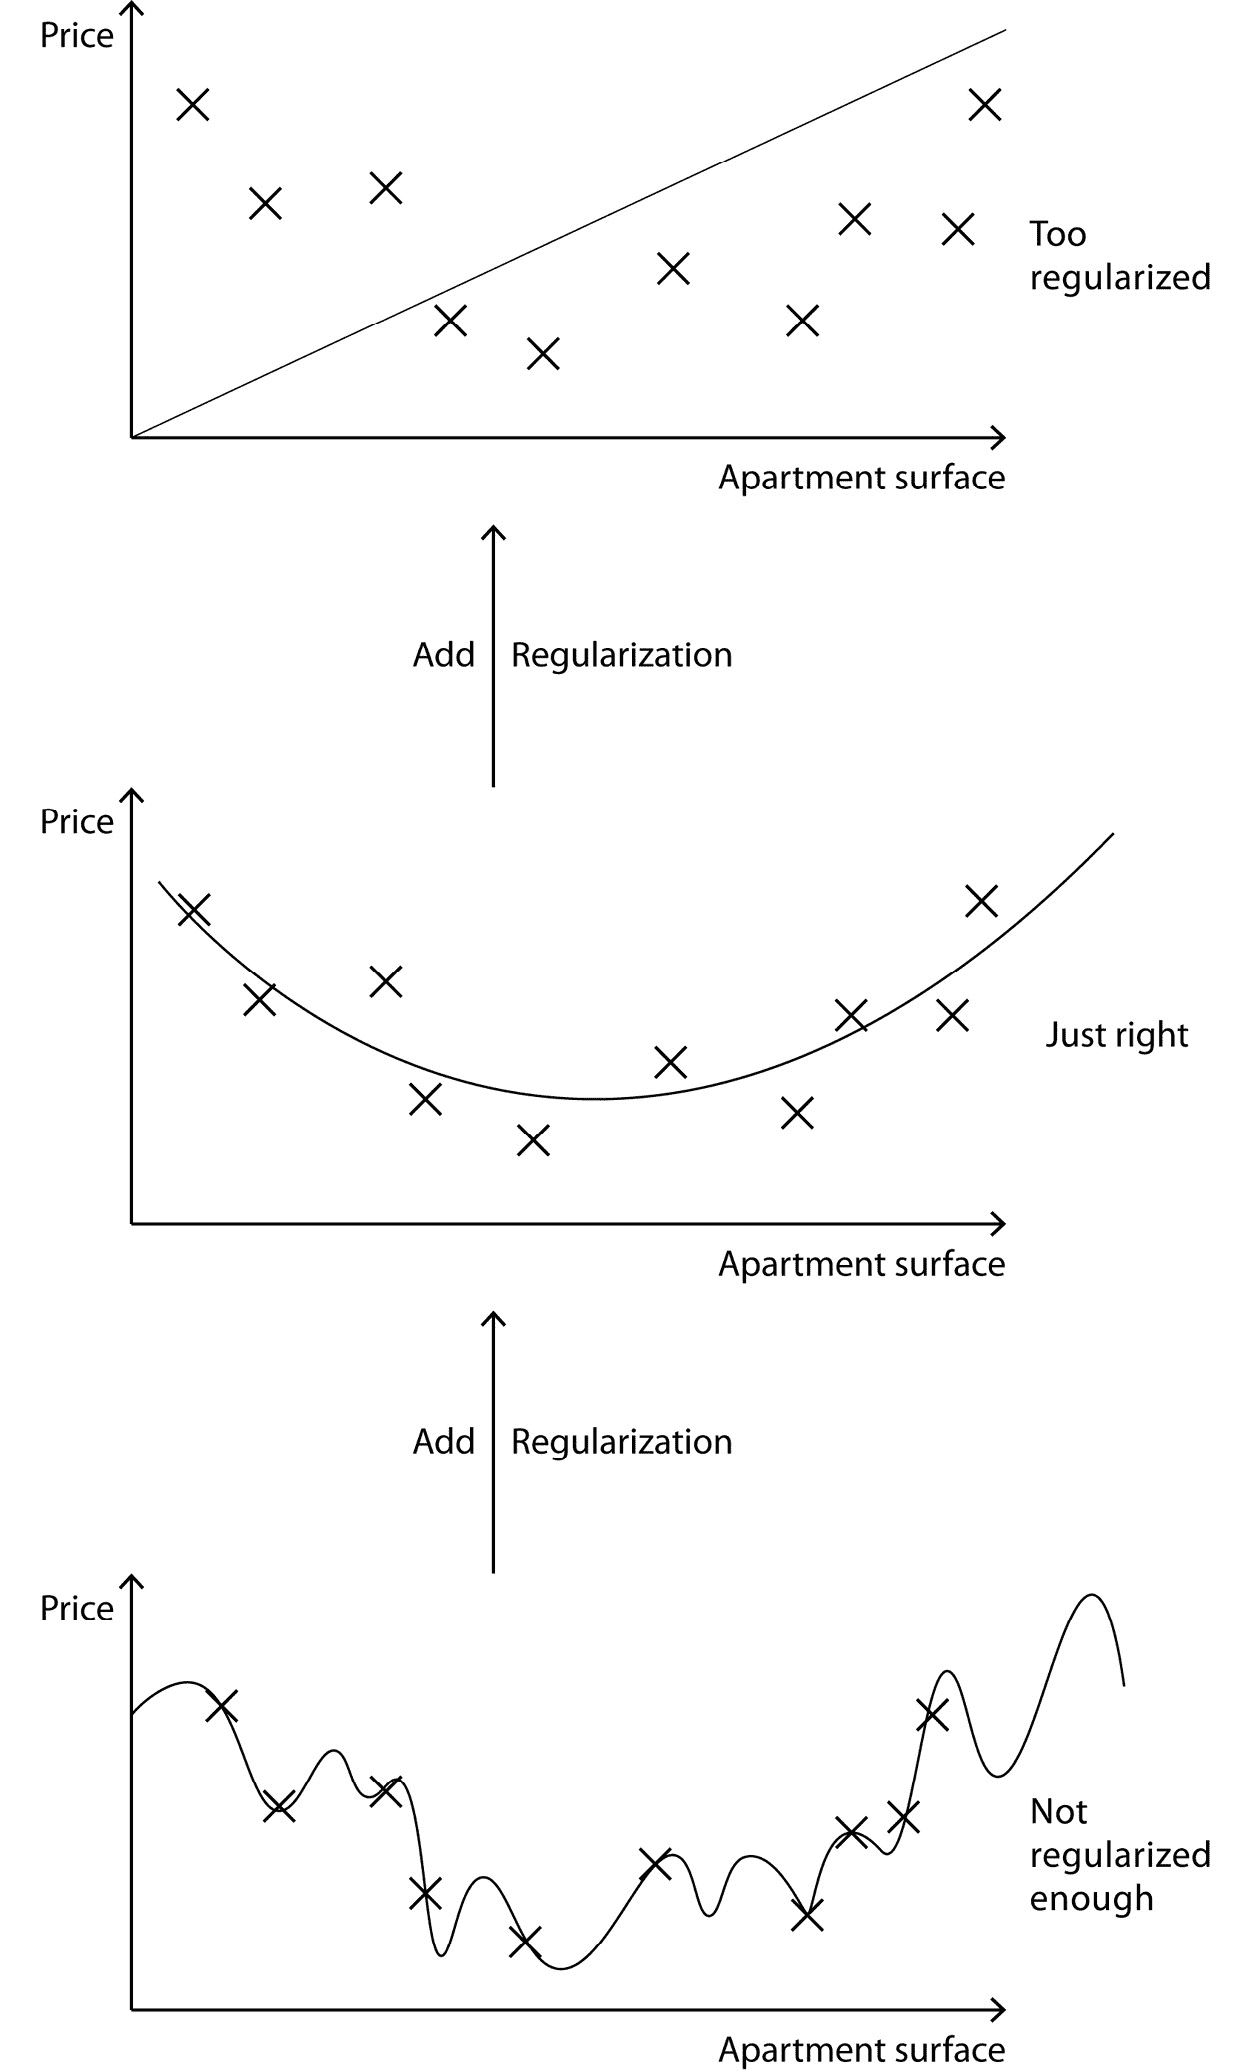 Price
Too
regularized
Apartment surface
Add Regularization
Price
Just right
Apartment surface
Add Regularization
Price
Not
regularized
enough
Apartment surface